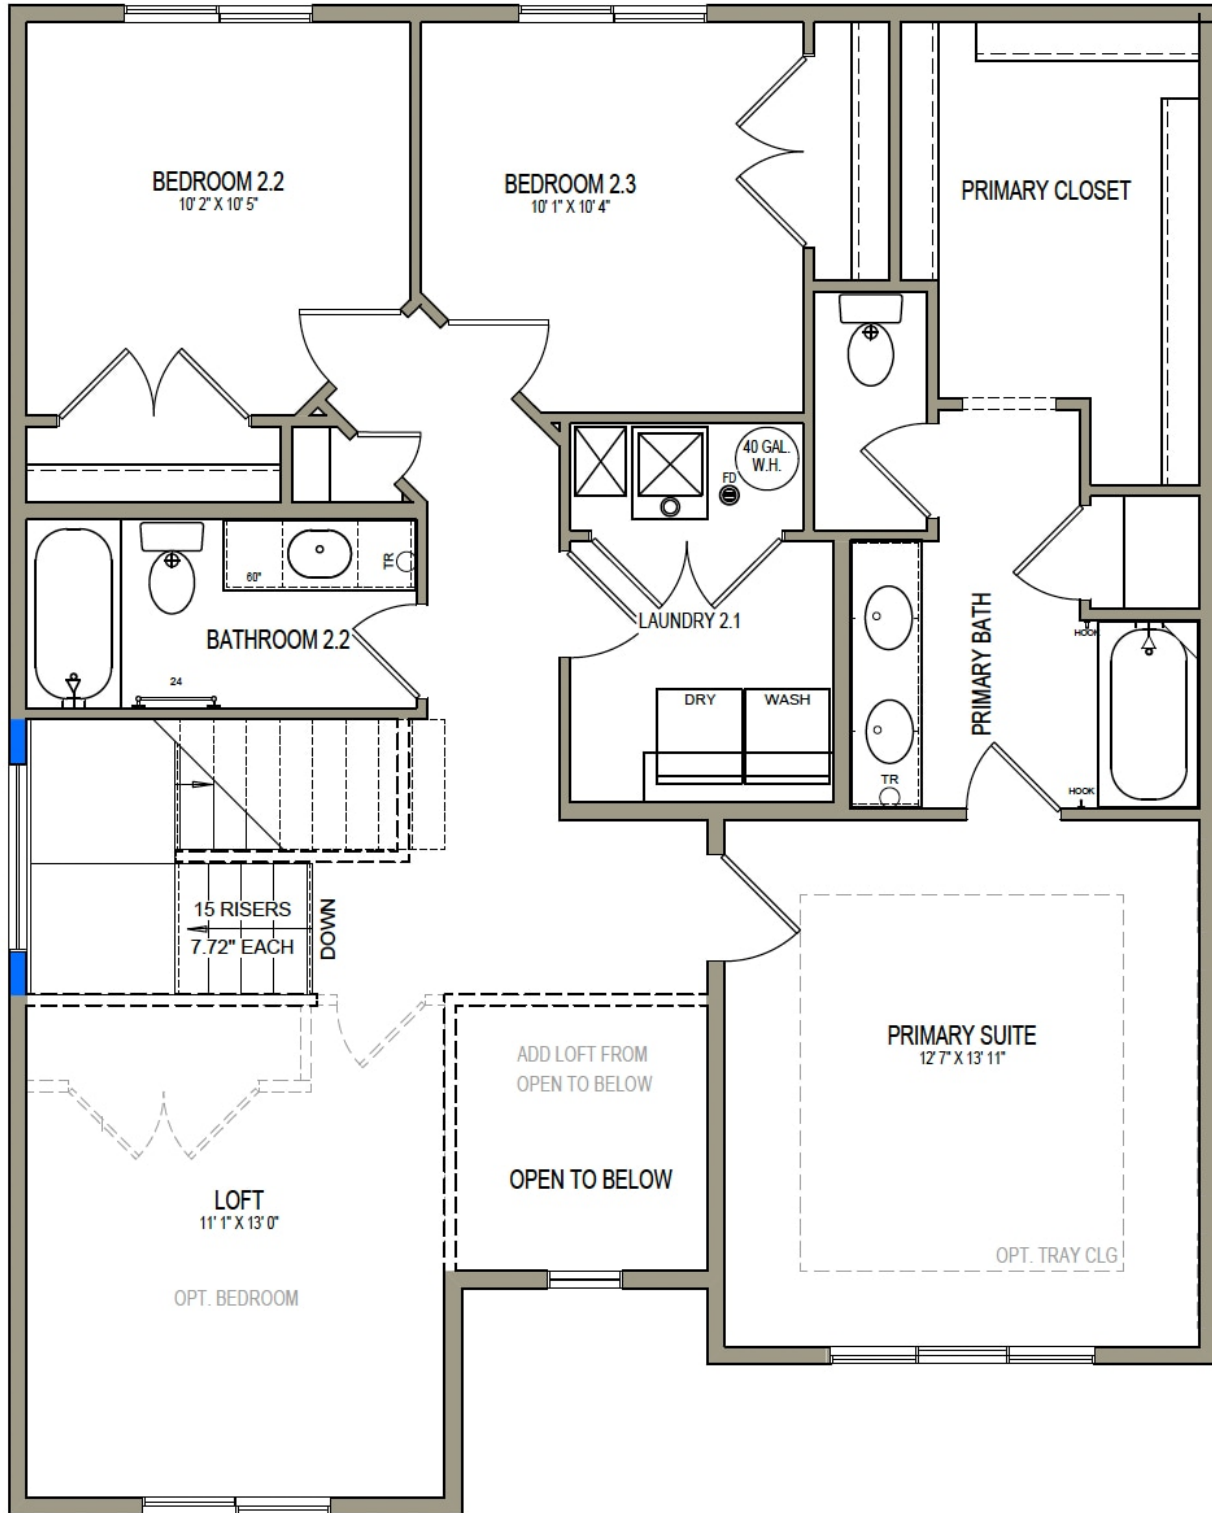 BEDROOM 2.2
10' 2" X 10' 5"
BEDROOM 2.3
10' 1" X 10' 4"
PRIMARY CLOSET
40 GAL.
W.H.
FD
TR
60"
BATHROOM 2.2
24
LAUNDRY 2.1
DRY
WASH
PRIMARY BATH
HOOK
HOOK
TR
15 RISERS
7.72" EACH
DOWN
ADD LOFT FROM
OPEN TO BELOW
OPEN TO BELOW
PRIMARY SUITE
12' 7" X 13' 11"
OPT. TRAY CLG
LOFT
11' 1" X 13' 0"
OPT. BEDROOM